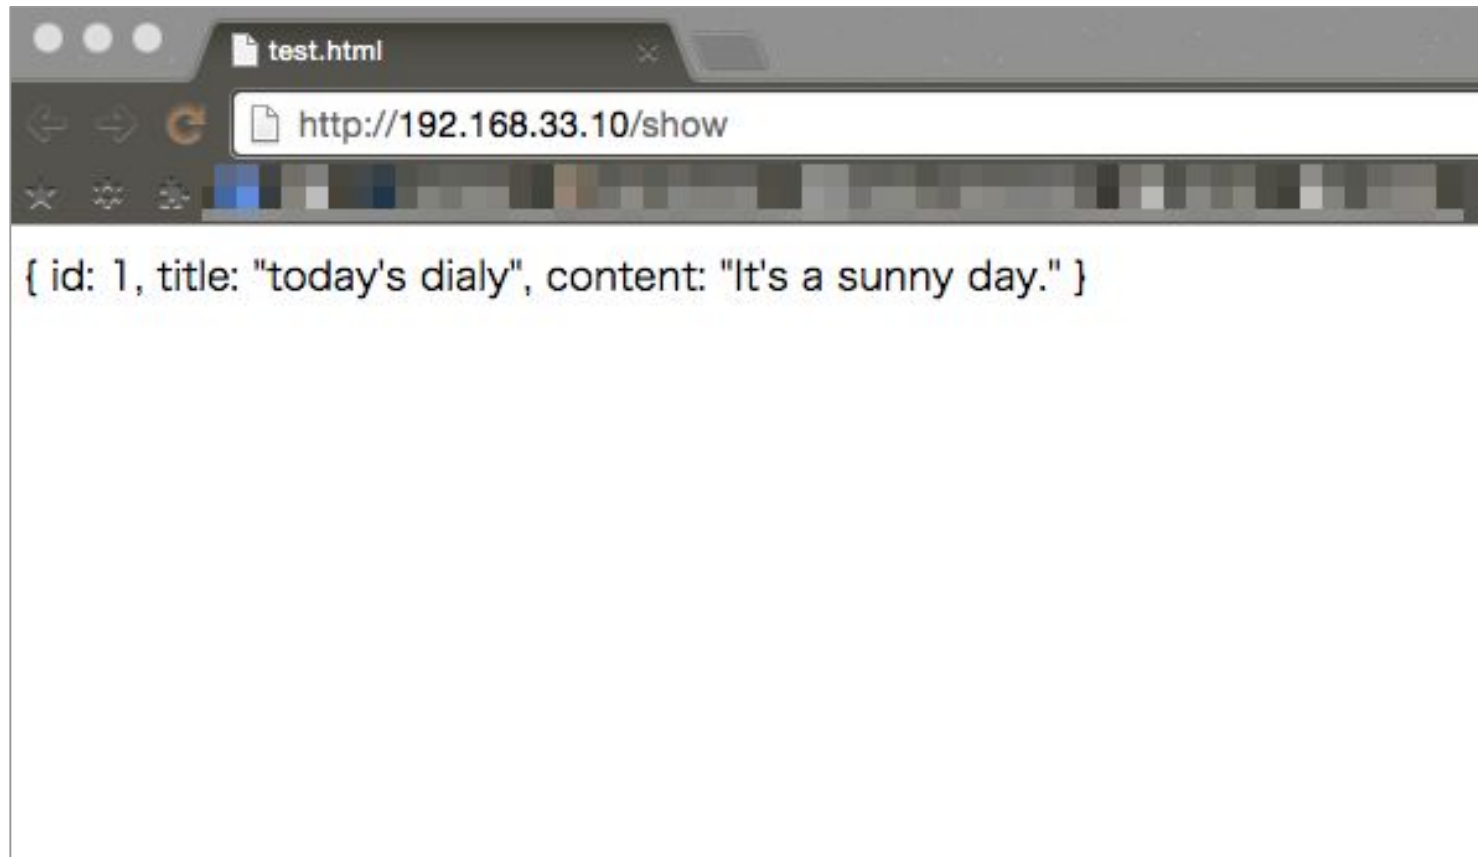 test.html
http://192.168.33.10/show
{ id: 1, title: "today's dialy", content: "It's a sunny day." }